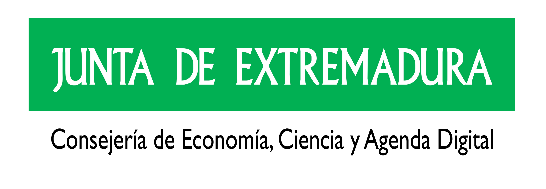 JUNTA DE EXTREMADURA
Consejería de Economía, Ciencia y Agenda Digital